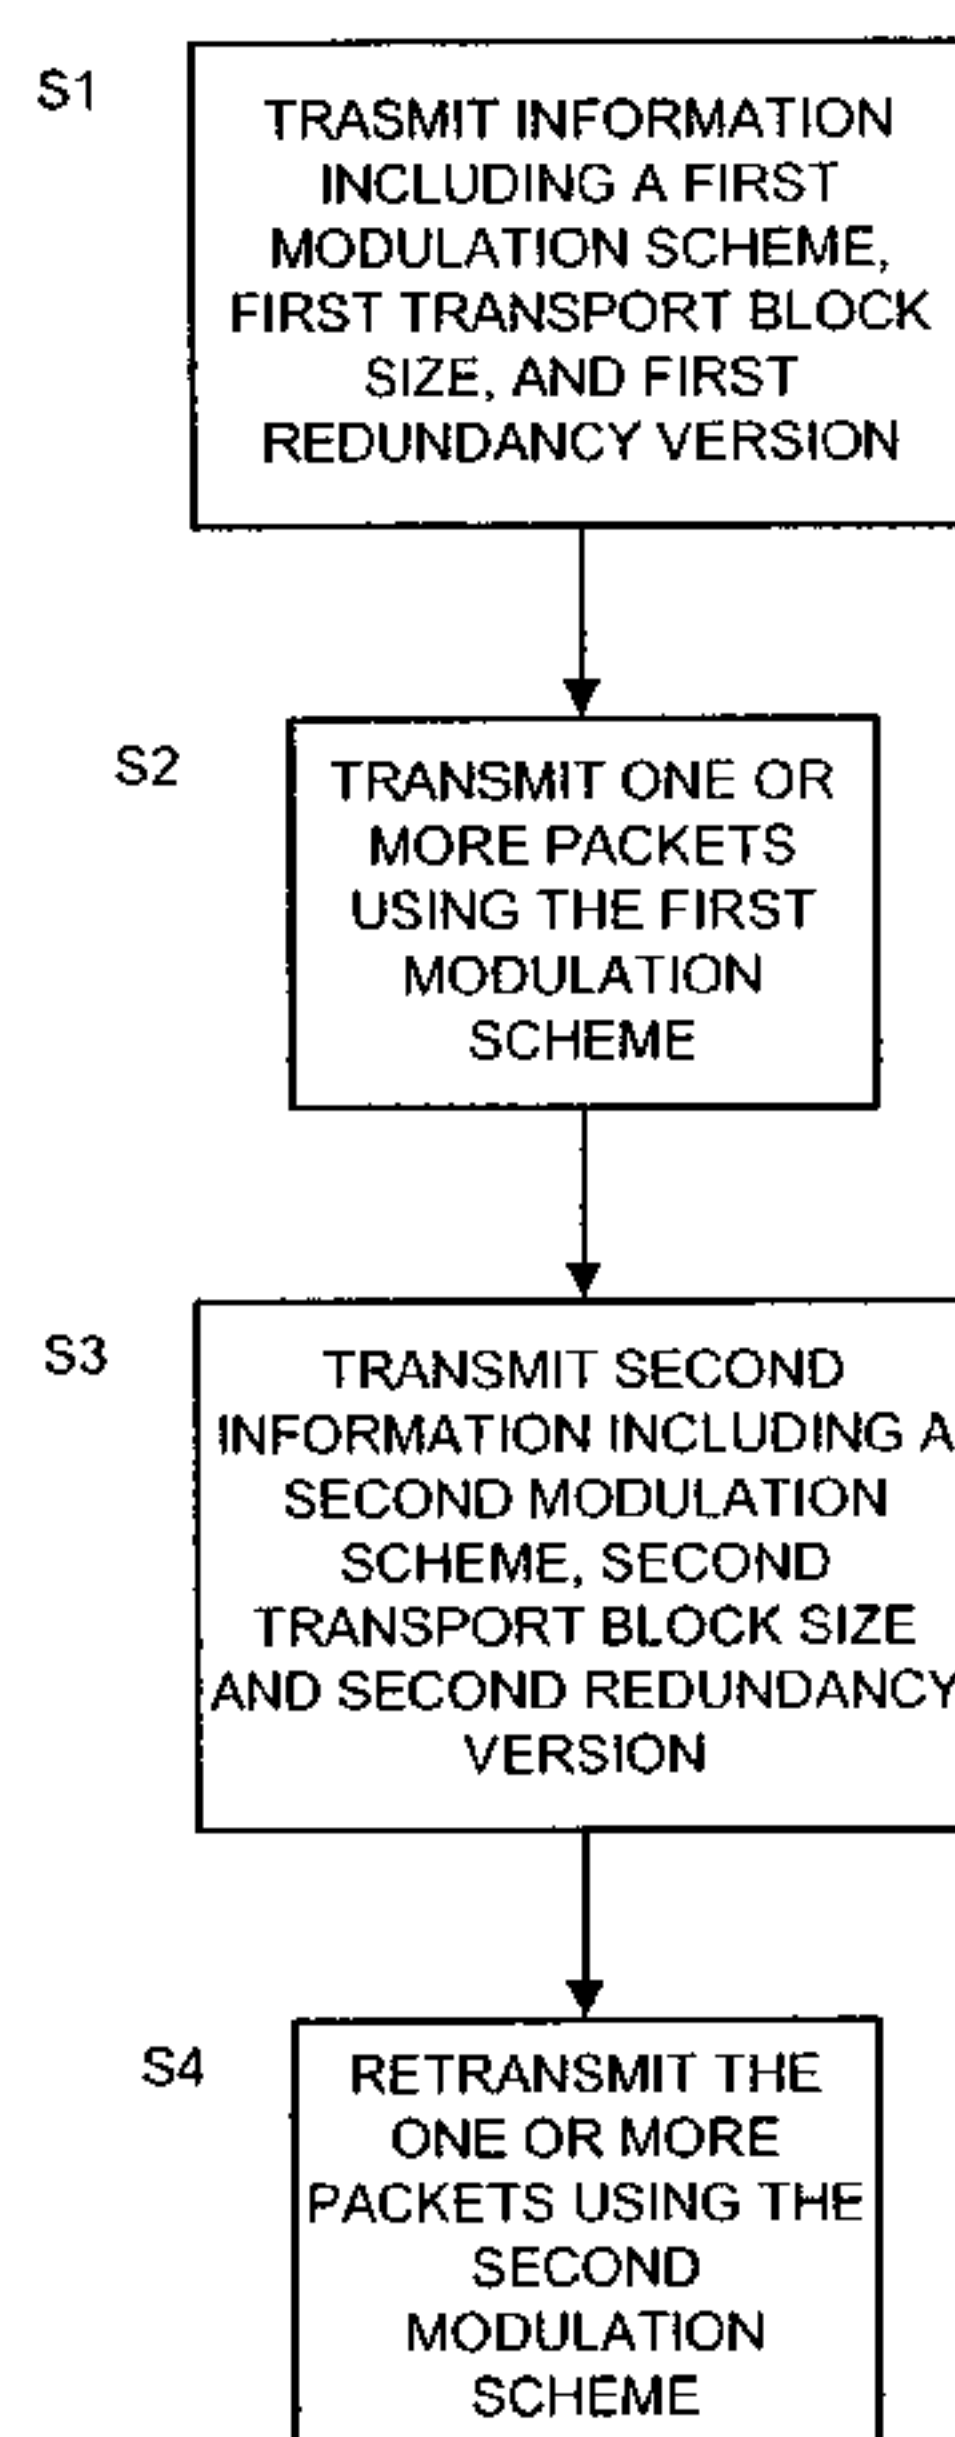 S1
TRASMIT INFORMATION
INCLUDING A FIRST
MODULATION SCHEME,
FIRST TRANSPORT BLOCK
SIZE, AND FIRST
REDUNDANCY VERSION
S2
TRANSMIT ONE OR
MORE PACKETS
USING THE FIRST
MODULATION
SCHEME
S3
TRANSMIT SECOND
INFORMATION INCLUDING A
SECOND MODULATION
SCHEME, SECOND
TRANSPORT BLOCK SIZE
AND SECOND REDUNDANCY
VERSION
S4
RETRANSMIT THE
ONE OR MORE
PACKETS USING THE
SECOND
MODULATION
SCHEME